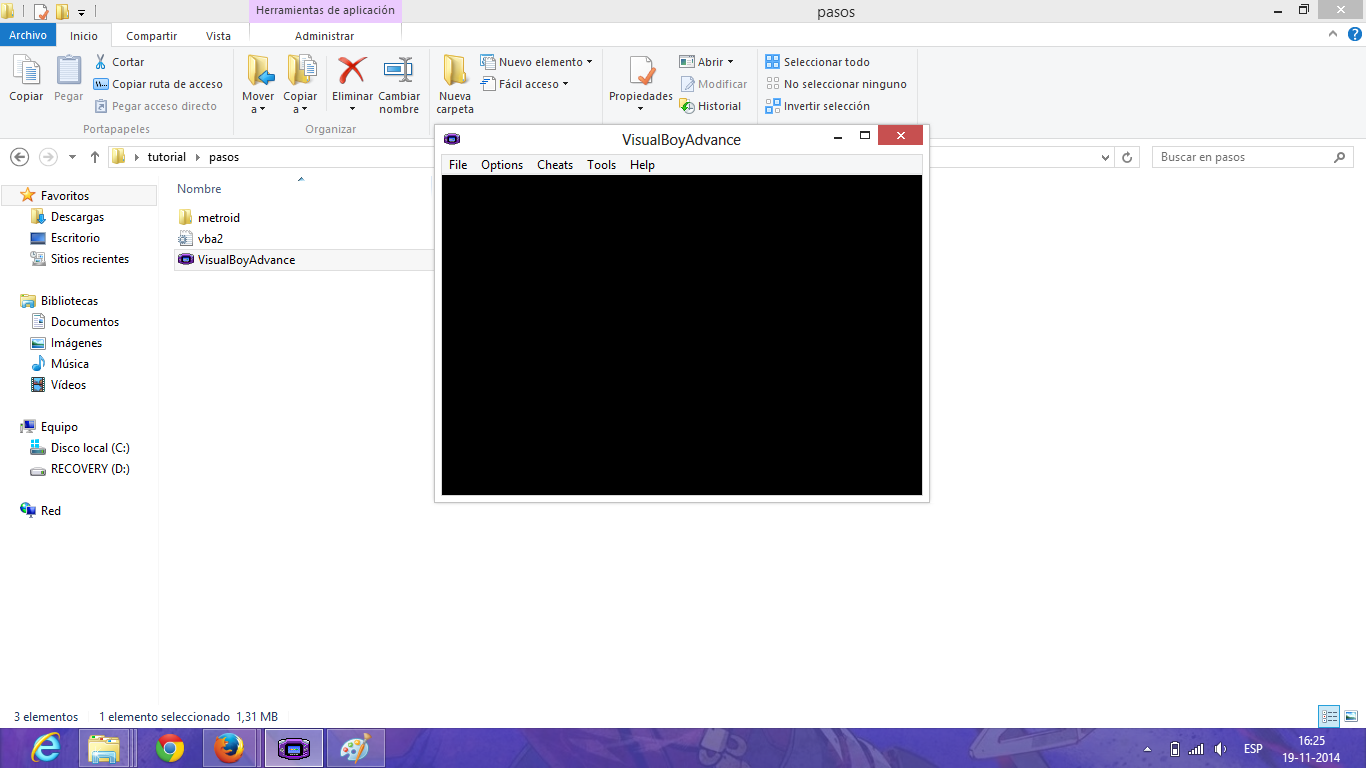 Herramientas de aplicación
pasos
Archivo Inicio Compartir Vista Administrar
Copiar
Pegar
Cortar
Copiar ruta de acceso
Pegar acceso directo
Portapapeles
Mover a
Copiar a
Eliminar
Cambiar nombre
Organizar
Nueva carpeta
Nuevo elemento
Fácil acceso
Propiedades
Abrir
Modificar
Historial
Seleccionar todo
No seleccionar ninguno
Invertir selección
tutorial pasos
Buscar en pasos
Favoritos
Descargas
Escritorio
Sitios recientes
Bibliotecas
Documentos
Imágenes
Música
Vídeos
Equipo
Disco local (C:)
RECOVERY (D:)
Red
Nombre
metroid
vba2
VisualBoyAdvance
VisualBoyAdvance
File Options Cheats Tools Help
3 elementos 1 elemento seleccionado 1,31 MB
ESP
16:25
19-11-2014